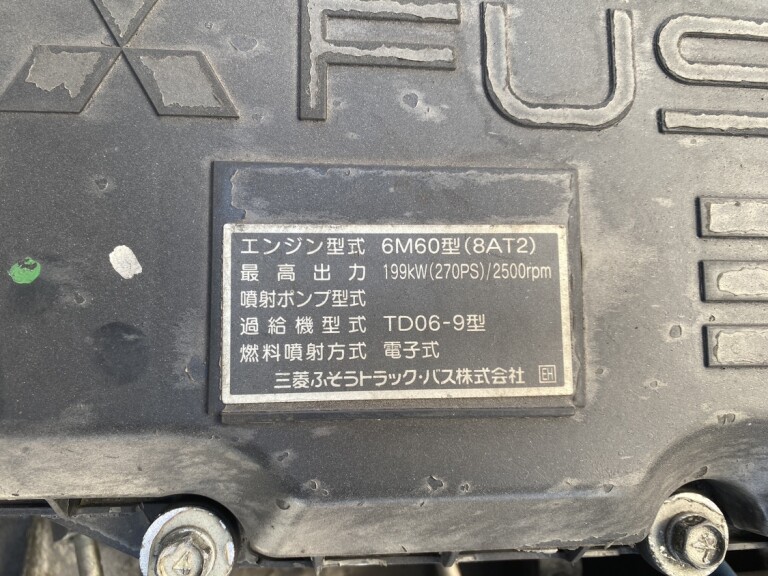 FUS
エンジン型式 6M60型(8AT2)
最高出力 199kW(270PS)/2500rpm
噴射ポンプ型式
過給機型式 TD06-9型
燃料噴射方式 電子式
三菱ふそうトラック・バス株式会社 EH